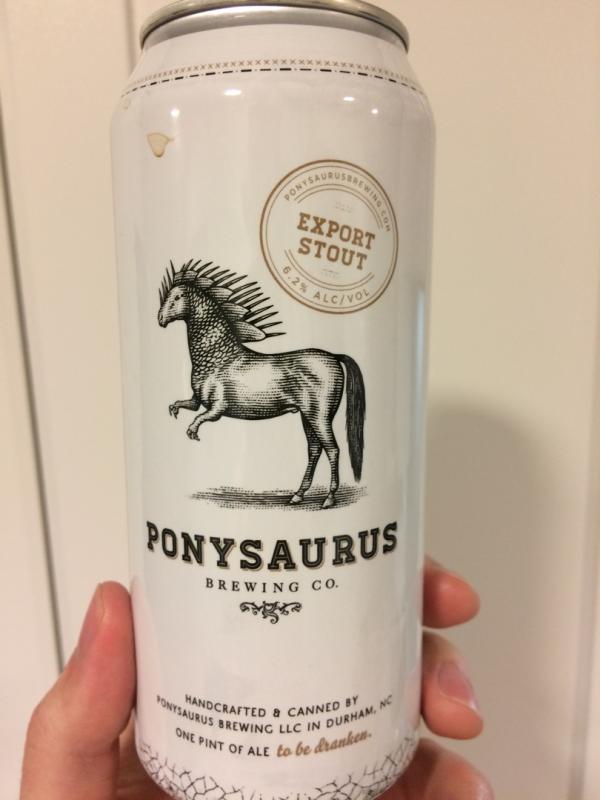 PONYSAURUSBREWING.COM
EXPORT
STOUT
6.2% ALC/VOL
PONYSAURUS
BREWING CO.
HANDCRAFTED & CANNED BY
PONYSAURUS BREWING LLC IN DURHAM, NC
ONE PINT OF ALE to be dranken.